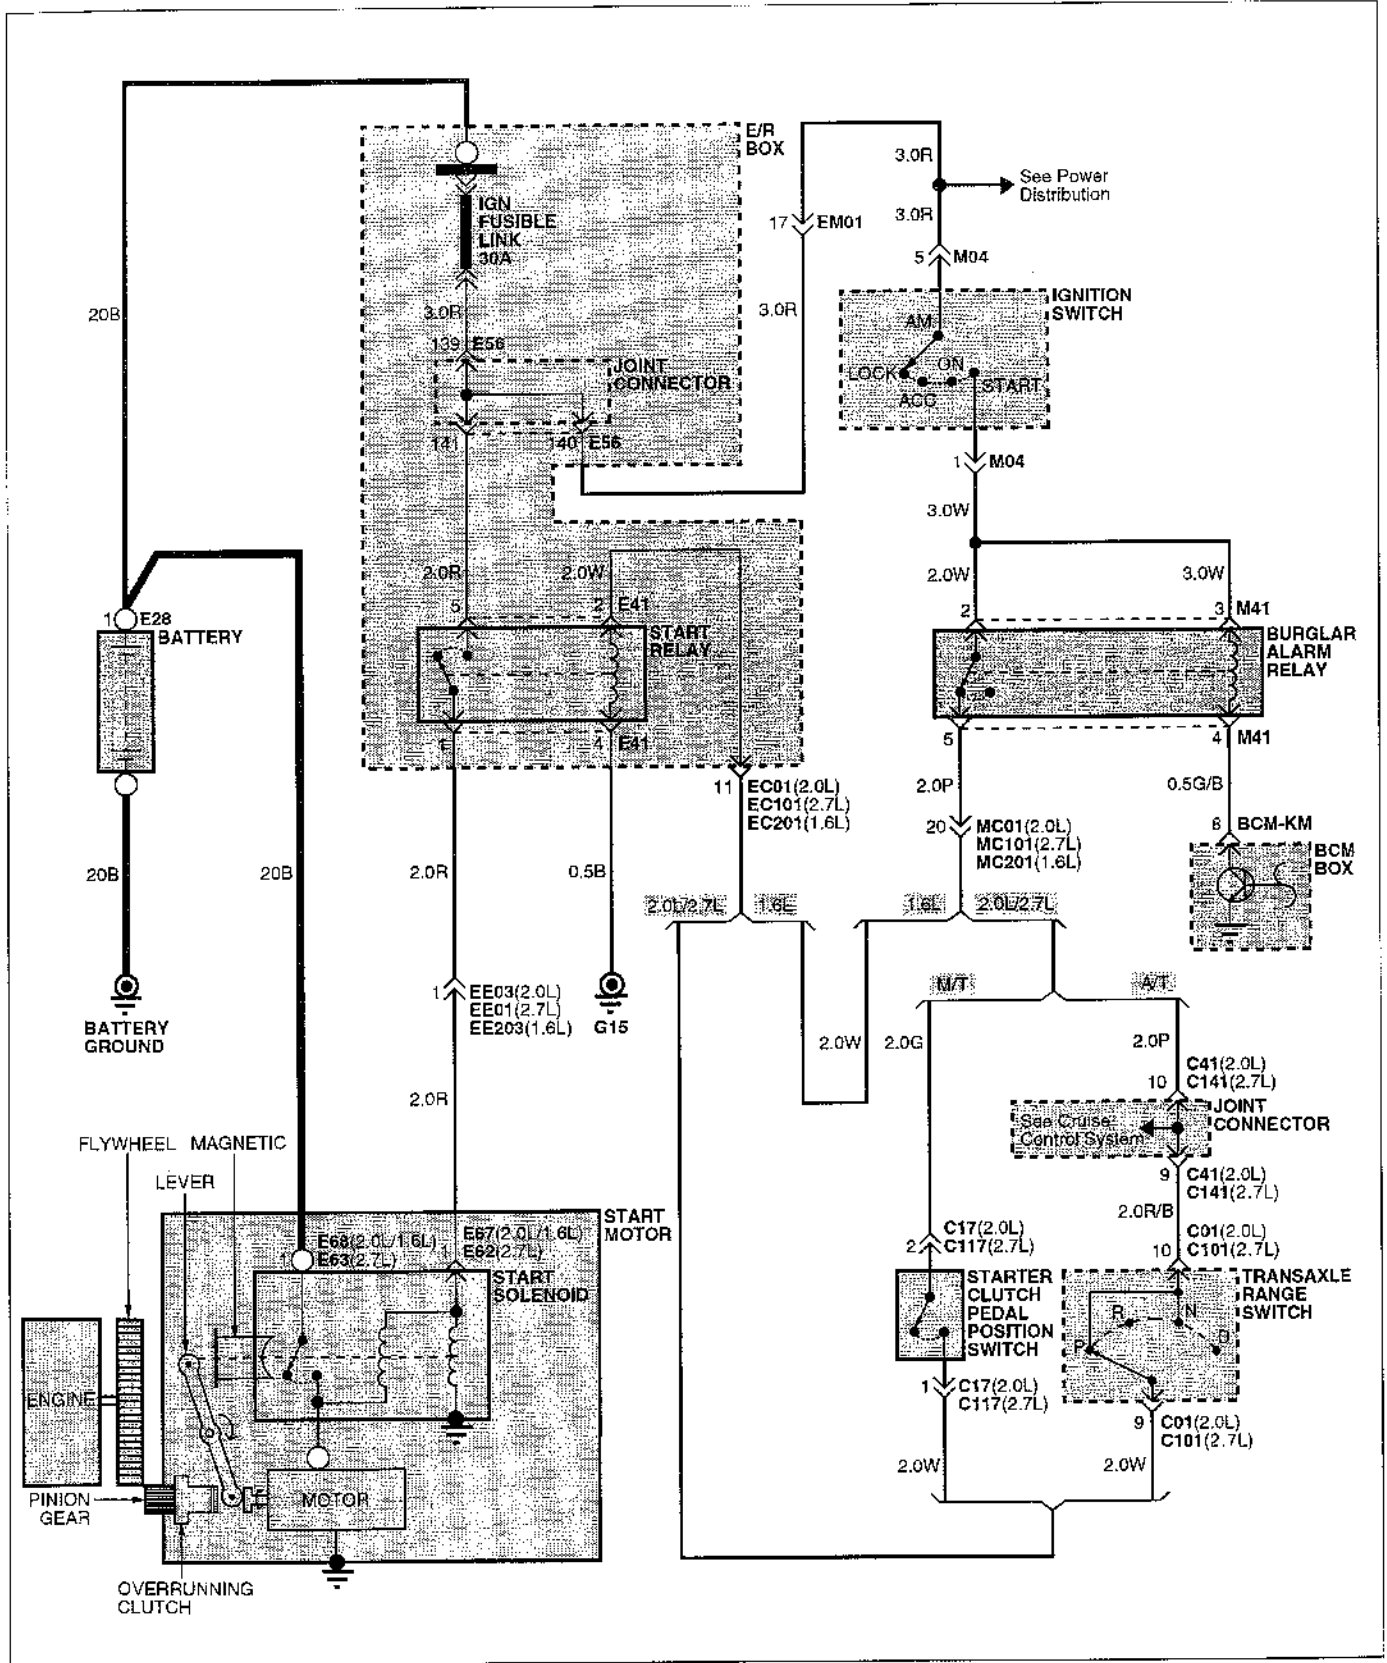 E/R
BOX
3.0R
See Power
Distribution
IGN
FUSIBLE
LINK
30A
17 EM01
3.0R
5 M04
20B
3.0R
3.0R
IGNITION
SWITCH
AM
139 E56
JOINT
CONNECTOR
LOCK
ON
START
ACC
141
140 E56
1 M04
3.0W
2.0R
2.0W
2.0W
3.0W
1 E28
BATTERY
5
2 E41
2
3 M41
START
RELAY
BURGLAR
ALARM
RELAY
1
4 E41
5
4 M41
11 EC01(2.0L)
EC101(2.7L)
EC201(1.6L)
2.0P
0.5G/B
20 MC01(2.0L)
MC101(2.7L)
MC201(1.6L)
6 BCM-KM
BCM
BOX
20B
20B
2.0R
0.5B
2.0L/2.7L
1.6L
1.6L
2.0L/2.7L
M/T
A/T
1 EE03(2.0L)
EE01(2.7L)
EE203(1.6L)
G15
BATTERY
GROUND
2.0W
2.0G
2.0P
C41(2.0L)
10 C141(2.7L)
2.0R
JOINT
CONNECTOR
See Cruise
Control System
FLYWHEEL
MAGNETIC
LEVER
9 C41(2.0L)
C141(2.7L)
2.0R/B
START
MOTOR
E68(2.0L/1.6L)
1 E63(2.7L)
E67(2.0L/1.6L)
1 E62(2.7L)
C17(2.0L)
2 C117(2.7L)
C01(2.0L)
10 C101(2.7L)
START
SOLENOID
STARTER
CLUTCH
PEDAL
POSITION
SWITCH
TRANSAXLE
RANGE
SWITCH
R
N
P
D
ENGINE
1 C17(2.0L)
C117(2.7L)
9 C01(2.0L)
C101(2.7L)
2.0W
2.0W
PINION
GEAR
MOTOR
OVERRUNNING
CLUTCH